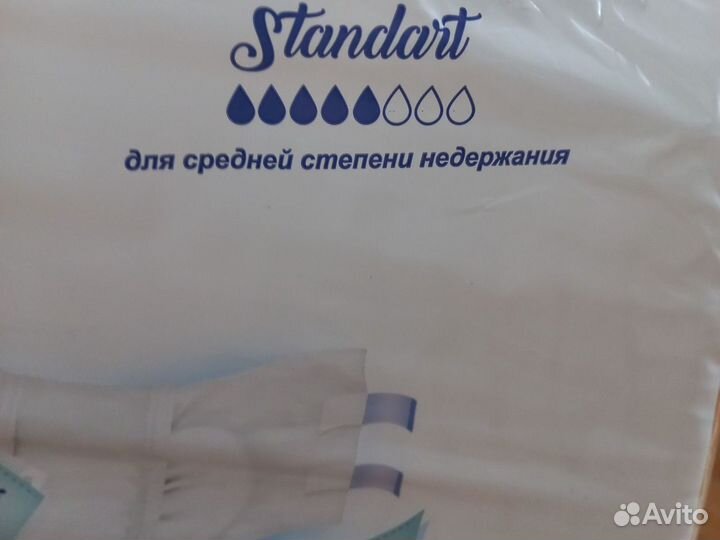 Standart
для средней степени недержания
Avito